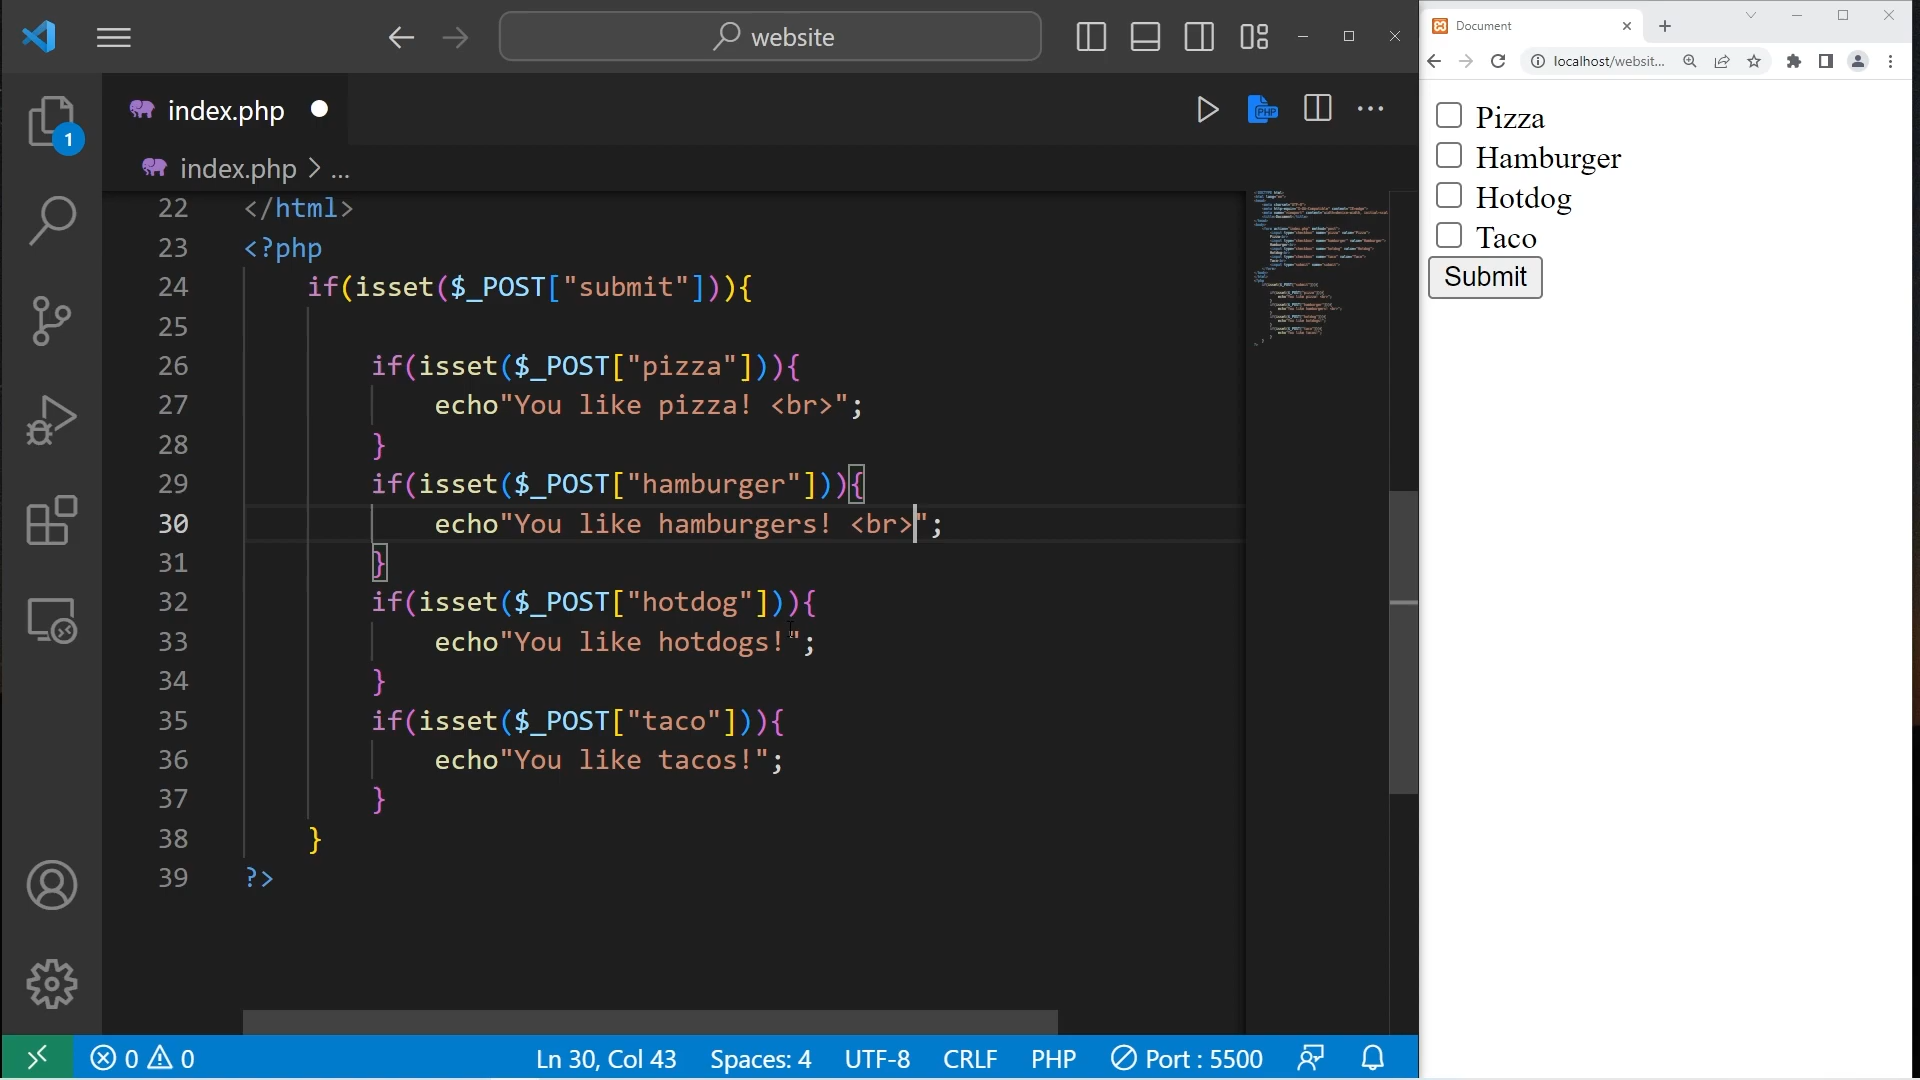 website
index.php
1
index.php > ...
22 </html>
23 <?php
24 if(isset($_POST["submit"])){
25
26 if(isset($_POST["pizza"])){
27 echo"You like pizza! <br>";
28 }
29 if(isset($_POST["hamburger"])){
30 echo"You like hamburgers! <br>";
31 }
32 if(isset($_POST["hotdog"])){
33 echo"You like hotdogs!";
34 }
35 if(isset($_POST["taco"])){
36 echo"You like tacos!";
37 }
38 }
39 ?>
0 0 Ln 30, Col 43 Spaces: 4 UTF-8 CRLF PHP Port : 5500
Document
localhost/websit...
Pizza
Hamburger
Hotdog
Taco
Submit